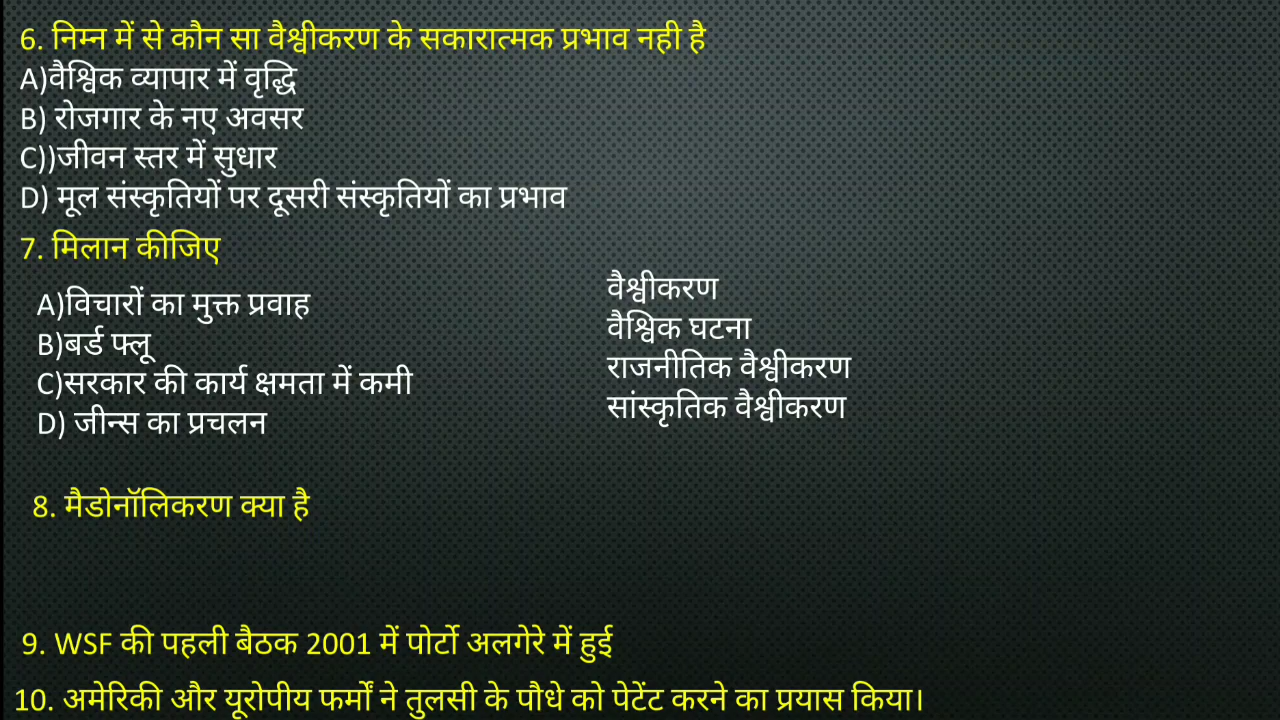 6. निम्न में से कौन सा वैश्वीकरण के सकारात्मक प्रभाव नही है
A)वैश्विक व्यापार में वृद्धि
B) रोजगार के नए अवसर
C))जीवन स्तर में सुधार
D) मूल संस्कृतियों पर दूसरी संस्कृतियों का प्रभाव
7. मिलान कीजिए
A)विचारों का मुक्त प्रवाह
B)बर्ड फ्लू
C)सरकार की कार्य क्षमता में कमी
D) जीन्स का प्रचलन
वैश्वीकरण
वैश्विक घटना
राजनीतिक वैश्वीकरण
सांस्कृतिक वैश्वीकरण
8. मैडोनॉलिकरण क्या है
9. WSF की पहली बैठक 2001 में पोर्टो अलगेरे में हुई
10. अमेरिकी और यूरोपीय फर्मों ने तुलसी के पौधे को पेटेंट करने का प्रयास किया।